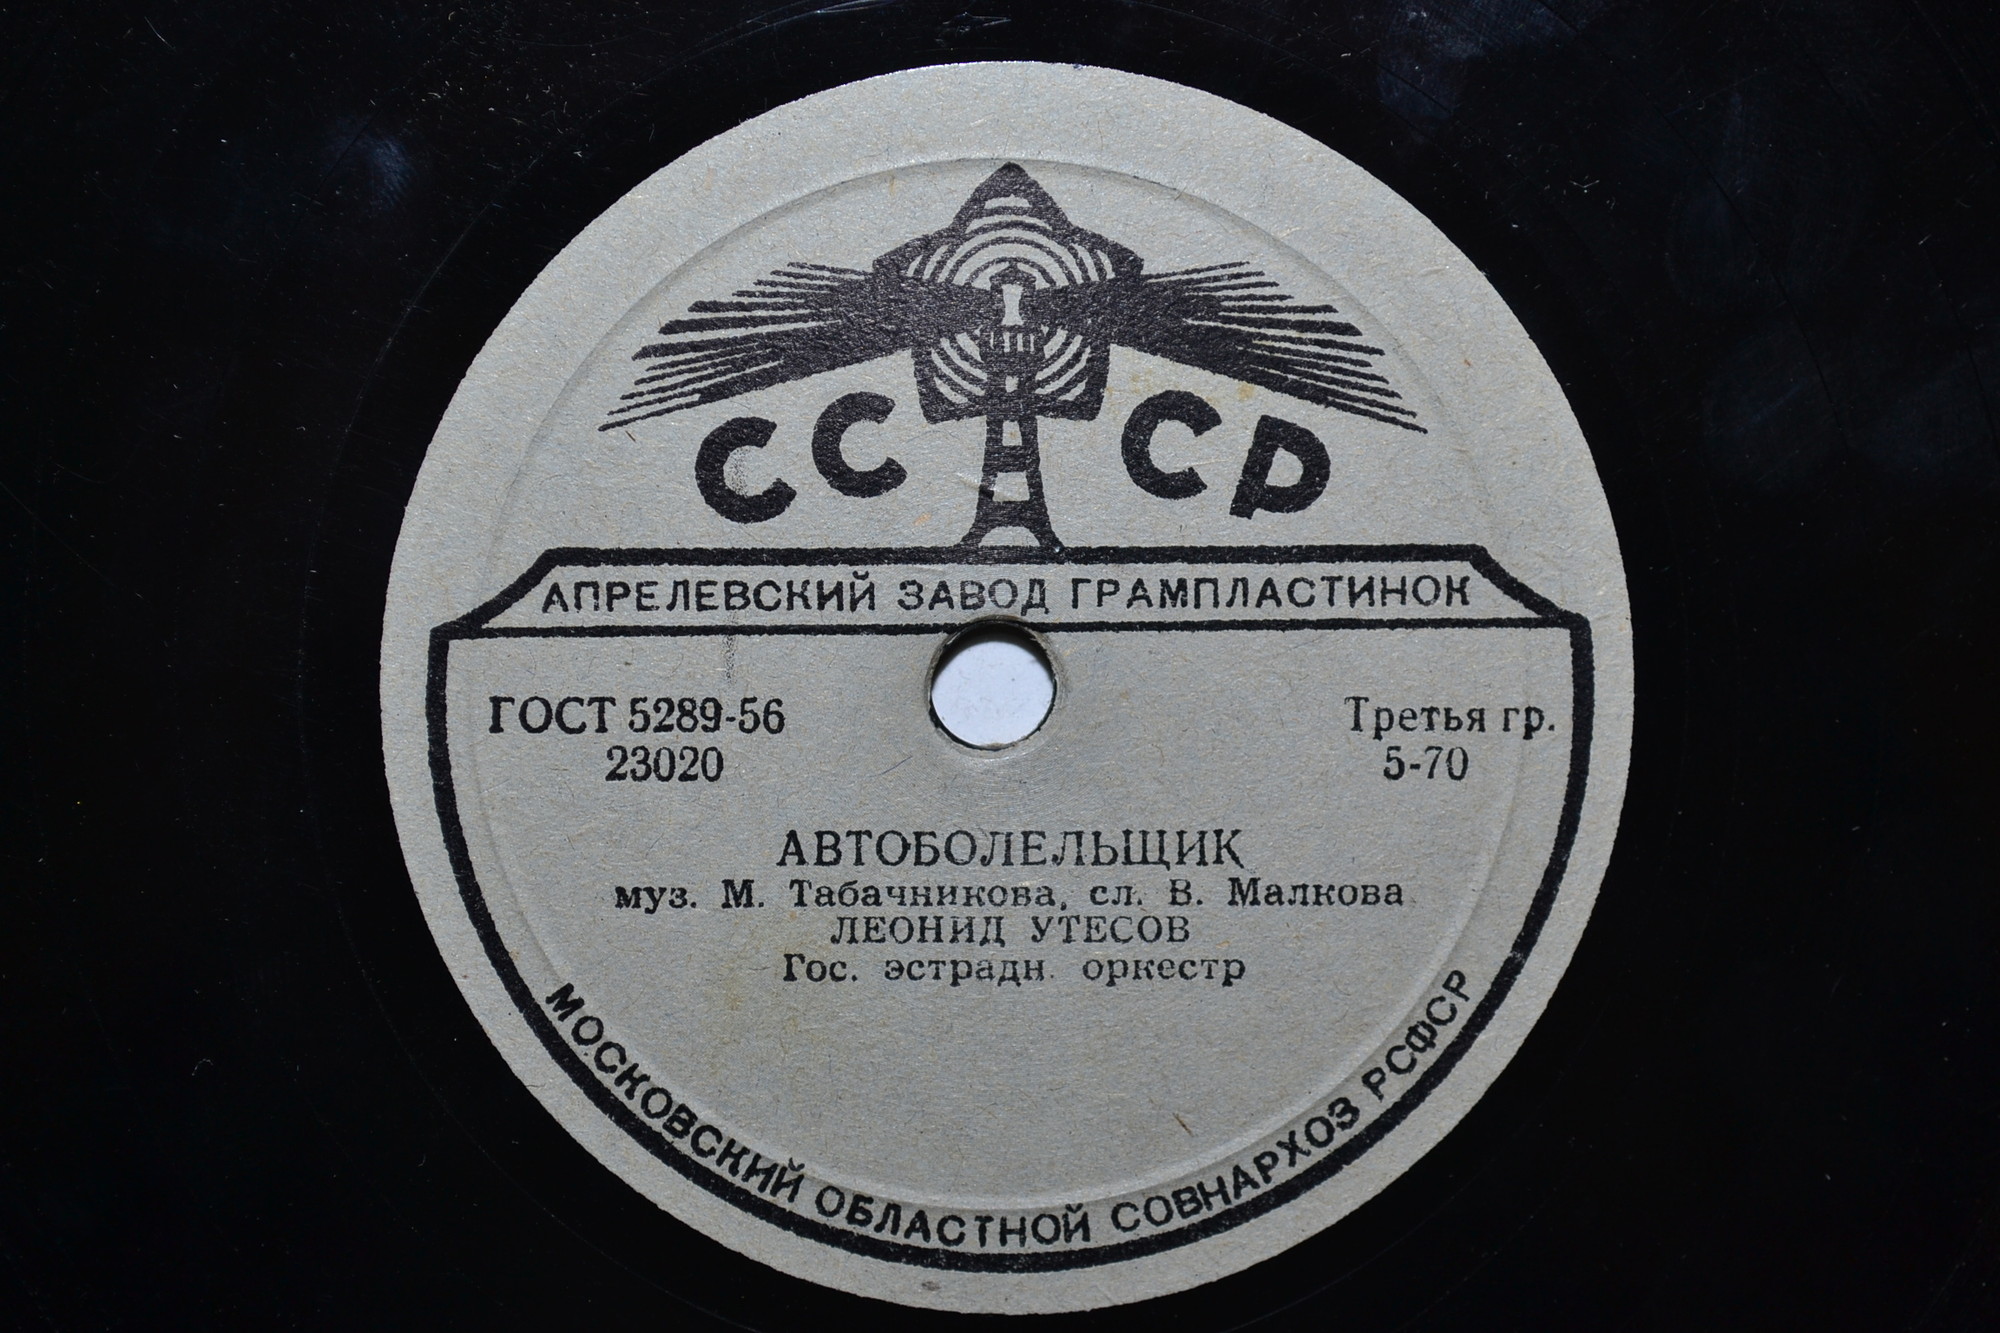 СССР
АПРЕЛЕВСКИЙ ЗАВОД ГРАМПЛАСТИНОК
ГОСТ 5289-56
23020
Третья гр.
5-70
АВТОБОЛЕЛЬЩИК
муз. М. Табачникова, сл. В. Малкова
ЛЕОНИД УТЕСОВ
Гос. эстрадн. оркестр
МОСКОВСКИЙ ОБЛАСТНОЙ СОВНАРХОЗ РСФСР